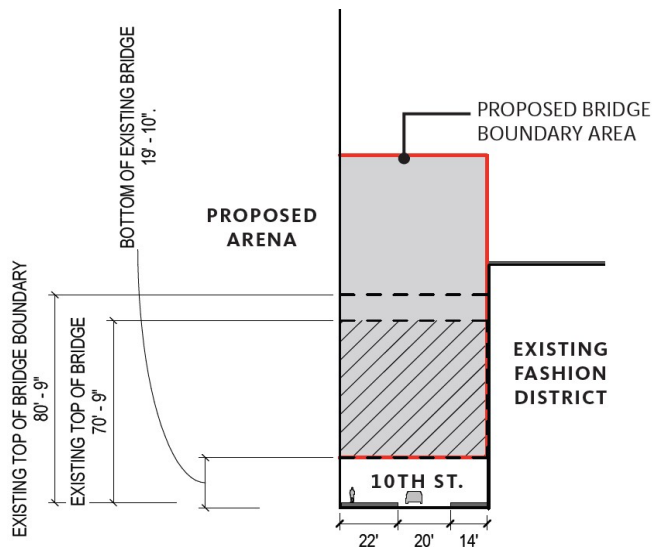 BOTTOM OF EXISTING BRIDGE
19' - 10".
PROPOSED BRIDGE
BOUNDARY AREA
PROPOSED
ARENA
EXISTING TOP OF BRIDGE BOUNDARY
80' - 9"
EXISTING TOP OF BRIDGE
70' - 9"
EXISTING
FASHION
DISTRICT
10TH ST.
22' 20' 14'